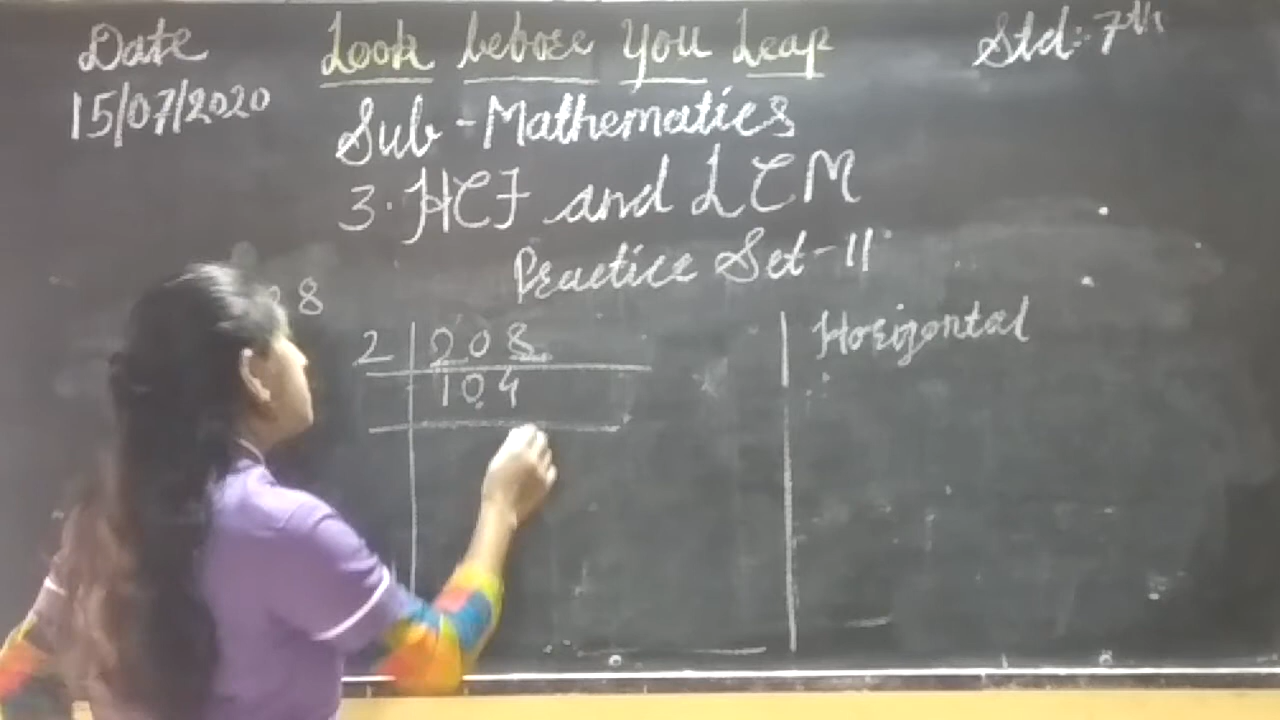 Date
15/07/2020
Look before You Leap
Std: 7th
Sub - Mathematics
3. HCF and LCM
Practice Set - 11
8
2 | 208
104
Horizontal